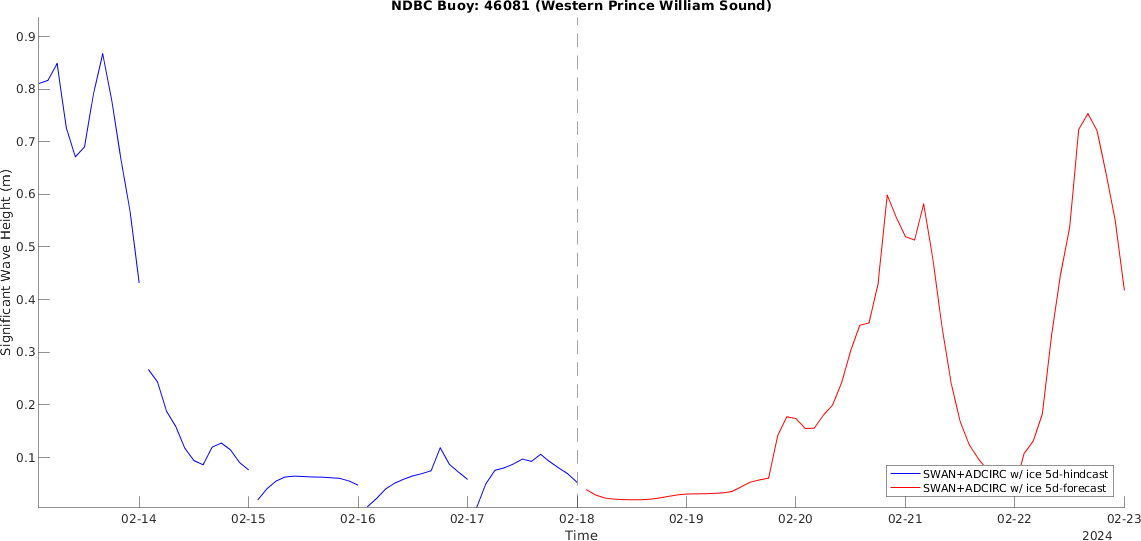 NDBC Buoy: 46081 (Western Prince William Sound)
0.9
0.8
0.7
0.6
0.5
0.4
0.3
0.2
0.1
Significant Wave Height (m)
SWAN+ADCIRC w/ ice 5d-hindcast
SWAN+ADCIRC w/ ice 5d-forecast
02-14 02-15 02-16 02-17 02-18 02-19 02-20 02-21 02-22 02-23
Time
2024